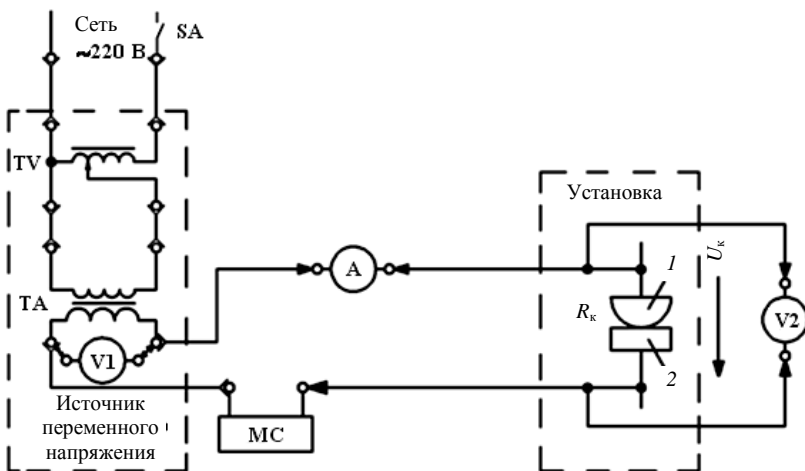 Сеть
~220 В
SA
TV
TA
V1
Источник
переменного
напряжения
A
МС
Установка
Rк
1
2
Uк
V2